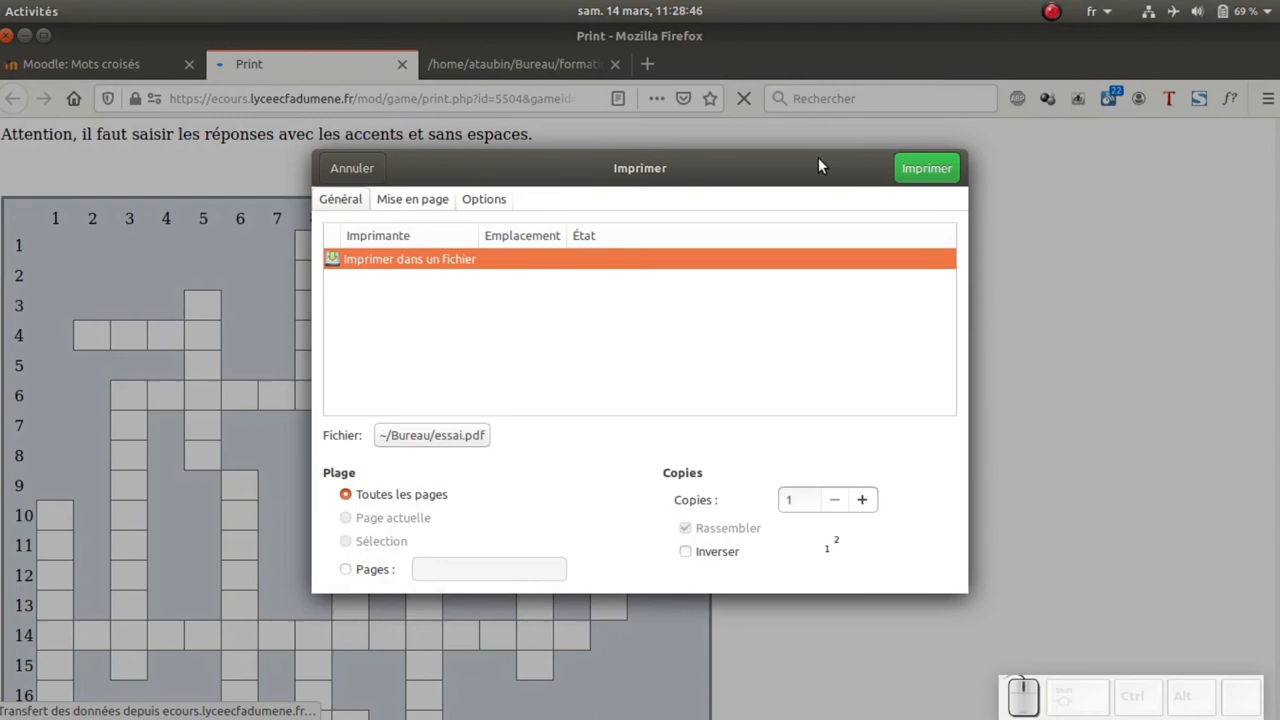 Activités
sam. 14 mars, 11:28:46
fr
69 %
Print - Mozilla Firefox
Moodle: Mots croisés
Print
/home/ataubin/Bureau/formati
https://ecours.lyceecfadumene.fr/mod/game/print.php?id=5504&gameid=
Rechercher
ABP
22
T
S
f?
Attention, il faut saisir les réponses avec les accents et sans espaces.
Annuler
Imprimer
Imprimer
Général
Mise en page
Options
Imprimante
Emplacement
État
Imprimer dans un fichier
Fichier:
~/Bureau/essai.pdf
Plage
Toutes les pages
Page actuelle
Sélection
Pages :
Copies
Copies :
1
Rassembler
Inverser
1
2
1 2 3 4 5 6 7
1
2
3
4
5
6
7
8
9
10
11
12
13
14
15
16
Transfert des données depuis ecours.lyceecfadumene.fr...
Shift
Ctrl
Alt